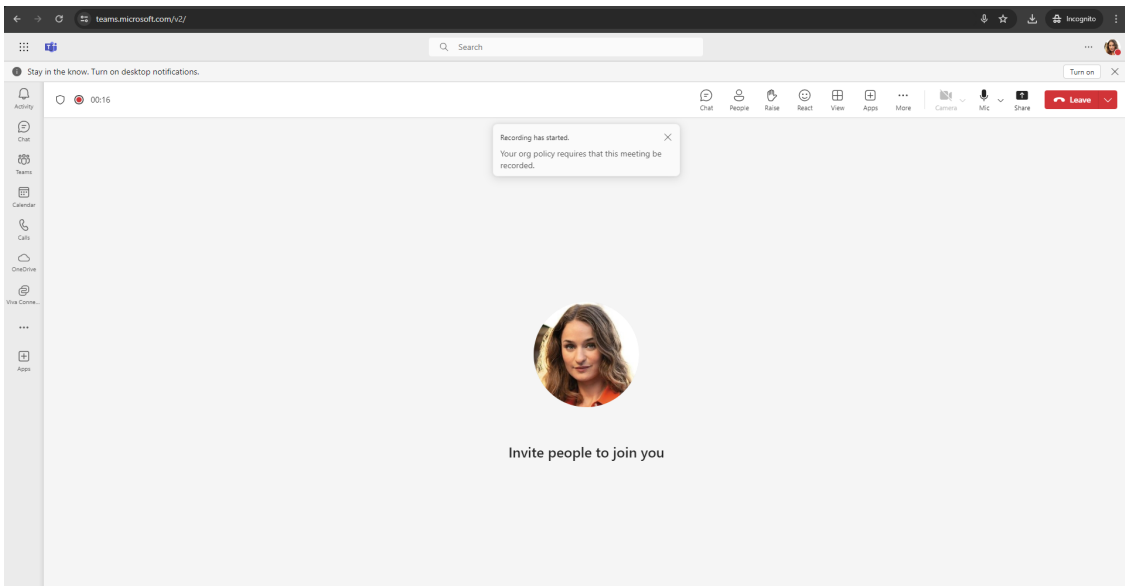 teams.microsoft.com/v2/
Incognito
Search
Stay in the know. Turn on desktop notifications.
Turn on
Activity
Chat
Teams
Calendar
Calls
OneDrive
Viva Conne...
Apps
00:16
Chat
People
Raise
React
View
Apps
More
Camera
Mic
Share
Leave
Recording has started.
Your org policy requires that this meeting be
recorded.
Invite people to join you